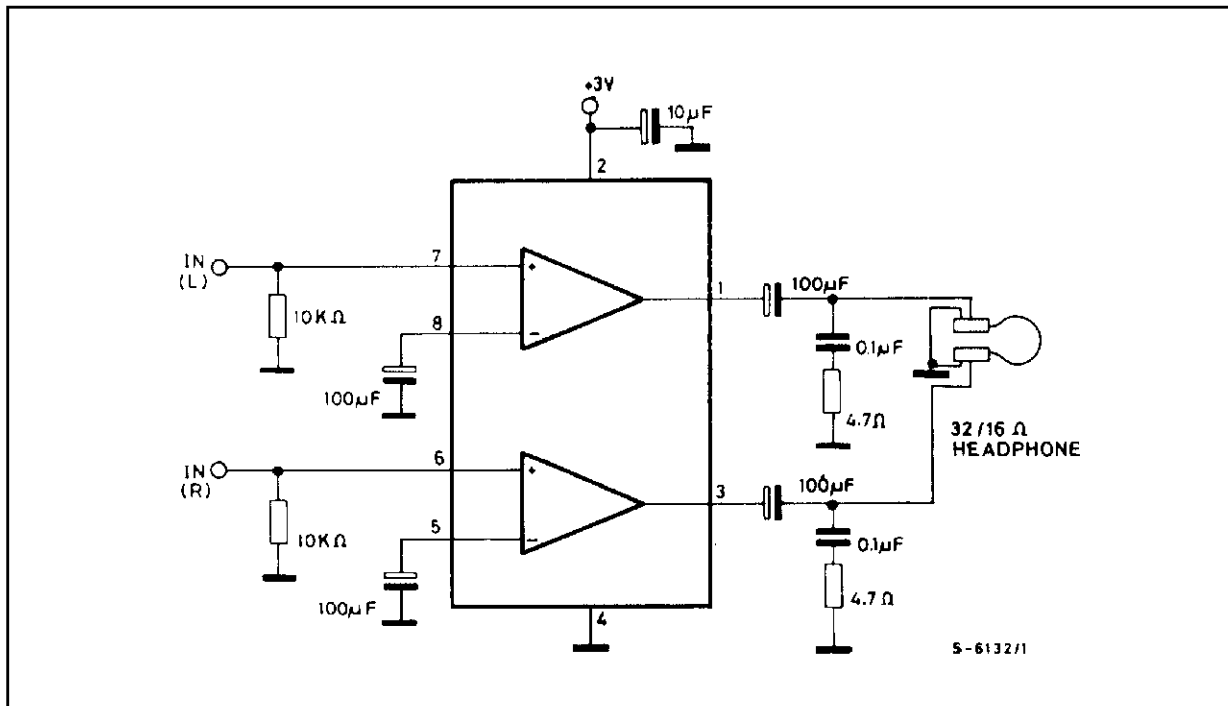 +3V
10µF
2
IN
(L)
7
10KΩ
8
100µF
1
100µF
0.1µF
4.7Ω
32/16 Ω
HEADPHONE
IN
(R)
6
10KΩ
5
100µF
3
100µF
0.1µF
4.7Ω
4
S-6132/1
+
−
+
−